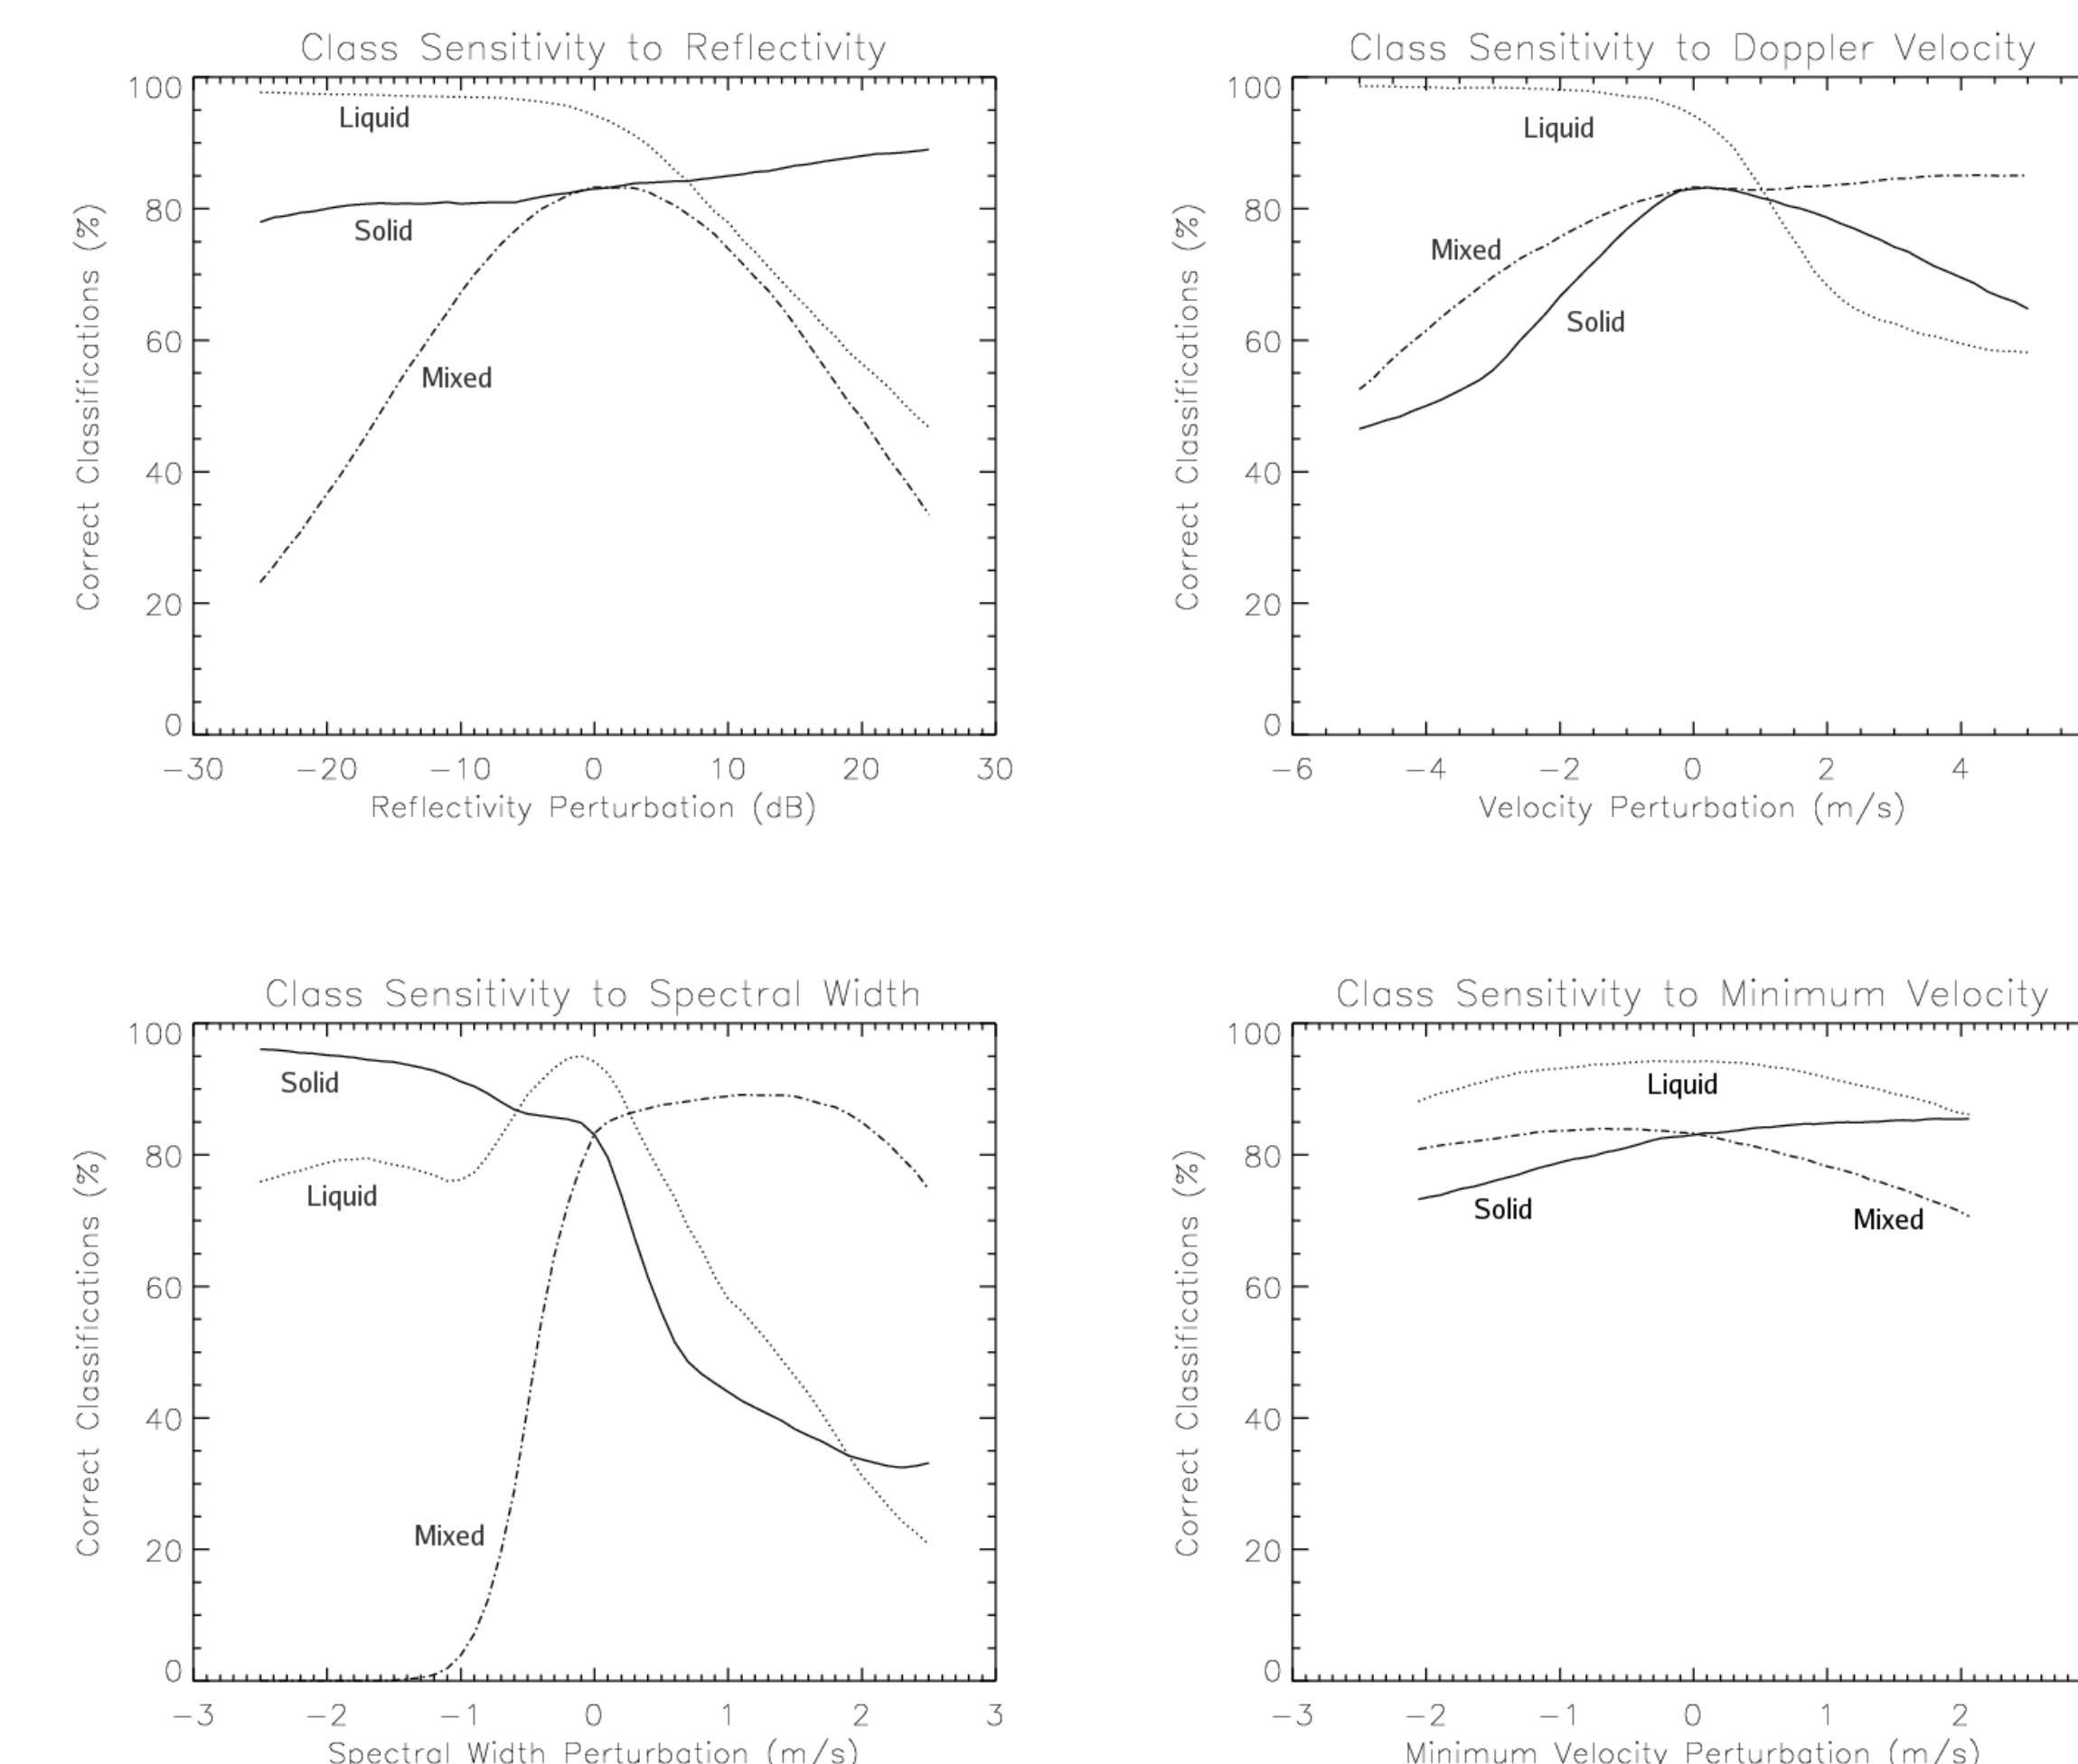 Class Sensitivity to Reflectivity
100
80
60
40
20
0
Correct Classifications (%)
Liquid
Solid
Mixed
−30 −20 −10 0 10 20 30
Reflectivity Perturbation (dB)
Class Sensitivity to Doppler Velocity
100
80
60
40
20
0
Correct Classifications (%)
Liquid
Mixed
Solid
−6 −4 −2 0 2 4
Velocity Perturbation (m/s)
Class Sensitivity to Spectral Width
100
80
60
40
20
0
Correct Classifications (%)
Solid
Liquid
Mixed
−3 −2 −1 0 1 2 3
Spectral Width Perturbation (m/s)
Class Sensitivity to Minimum Velocity
100
80
60
40
20
0
Correct Classifications (%)
Liquid
Solid
Mixed
−3 −2 −1 0 1 2
Minimum Velocity Perturbation (m/s)